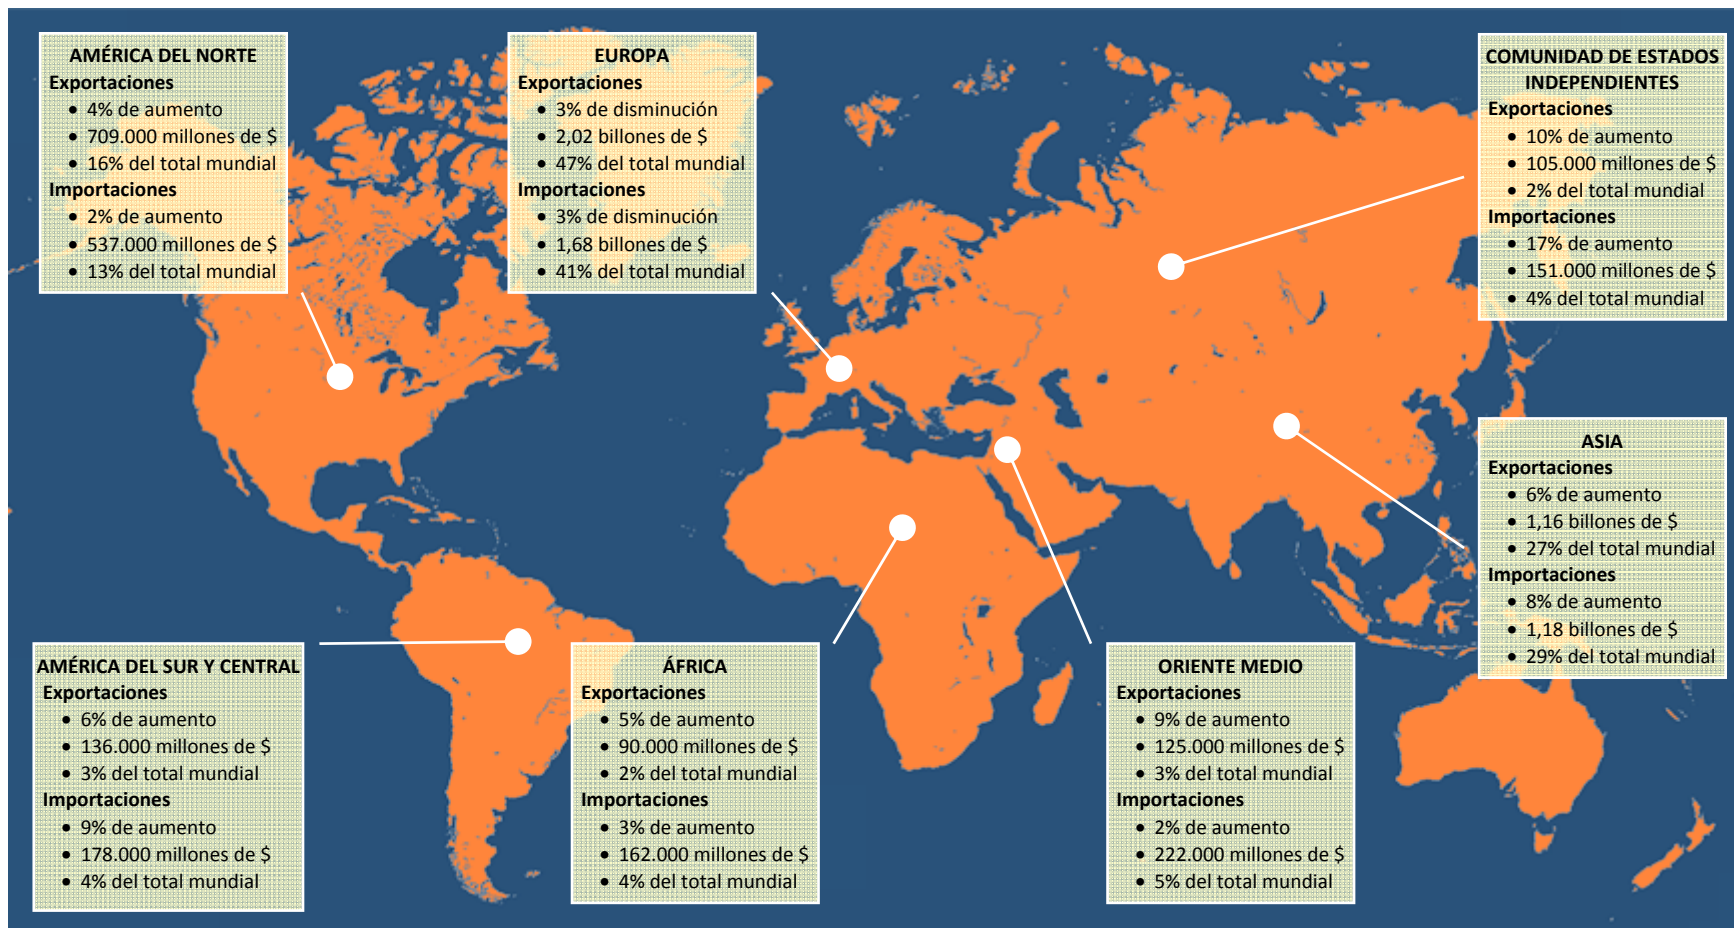 AMÉRICA DEL NORTE
Exportaciones
• 4% de aumento
• 709.000 millones de $
• 16% del total mundial
Importaciones
• 2% de aumento
• 537.000 millones de $
• 13% del total mundial
EUROPA
Exportaciones
• 3% de disminución
• 2,02 billones de $
• 47% del total mundial
Importaciones
• 3% de disminución
• 1,68 billones de $
• 41% del total mundial
COMUNIDAD DE ESTADOS
INDEPENDIENTES
Exportaciones
• 10% de aumento
• 105.000 millones de $
• 2% del total mundial
Importaciones
• 17% de aumento
• 151.000 millones de $
• 4% del total mundial
ASIA
Exportaciones
• 6% de aumento
• 1,16 billones de $
• 27% del total mundial
Importaciones
• 8% de aumento
• 1,18 billones de $
• 29% del total mundial
AMÉRICA DEL SUR Y CENTRAL
Exportaciones
• 6% de aumento
• 136.000 millones de $
• 3% del total mundial
Importaciones
• 9% de aumento
• 178.000 millones de $
• 4% del total mundial
ÁFRICA
Exportaciones
• 5% de aumento
• 90.000 millones de $
• 2% del total mundial
Importaciones
• 3% de aumento
• 162.000 millones de $
• 4% del total mundial
ORIENTE MEDIO
Exportaciones
• 9% de aumento
• 125.000 millones de $
• 3% del total mundial
Importaciones
• 2% de aumento
• 222.000 millones de $
• 5% del total mundial